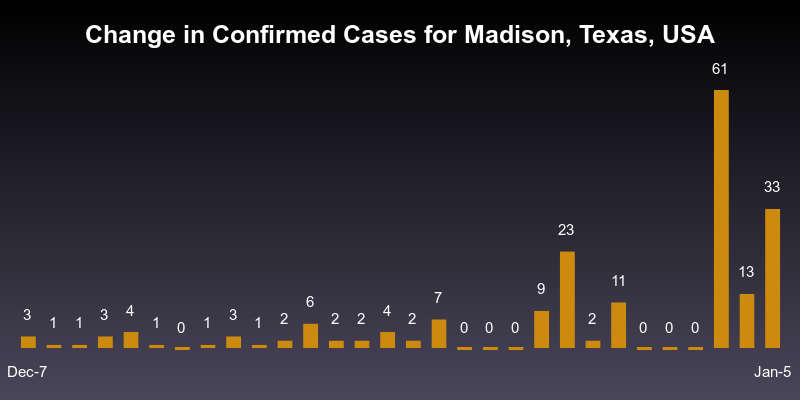 Change in Confirmed Cases for Madison, Texas, USA
3 1 1 3 4 1 0 1 3 1 2 6 2 2 4 2 7 0 0 0 9 23 2 11 0 0 0 61 13 33
Dec-7 Jan-5